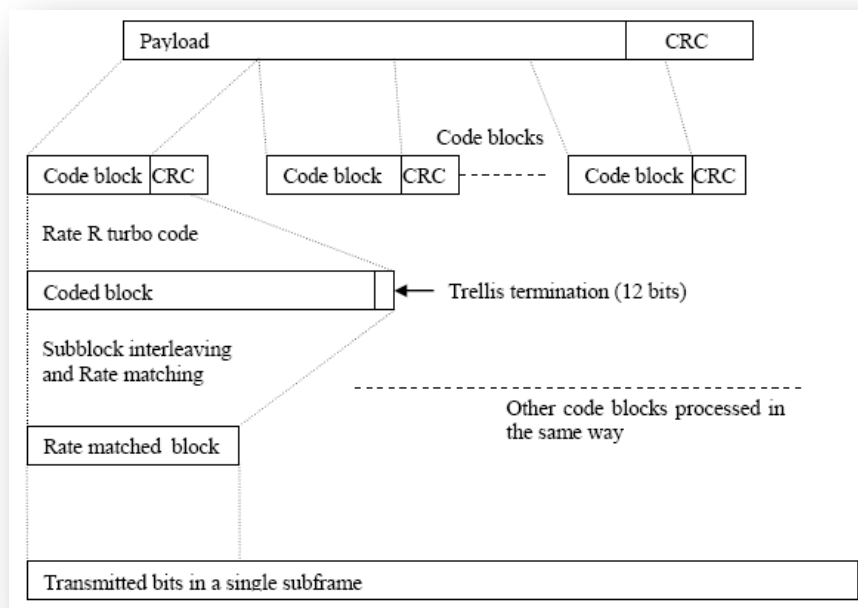 Payload
CRC
Code blocks
Code block
CRC
Code block
CRC
Code block
CRC
Rate R turbo code
Coded block
Trellis termination (12 bits)
Subblock interleaving
and Rate matching
Other code blocks processed in
the same way
Rate matched block
Transmitted bits in a single subframe